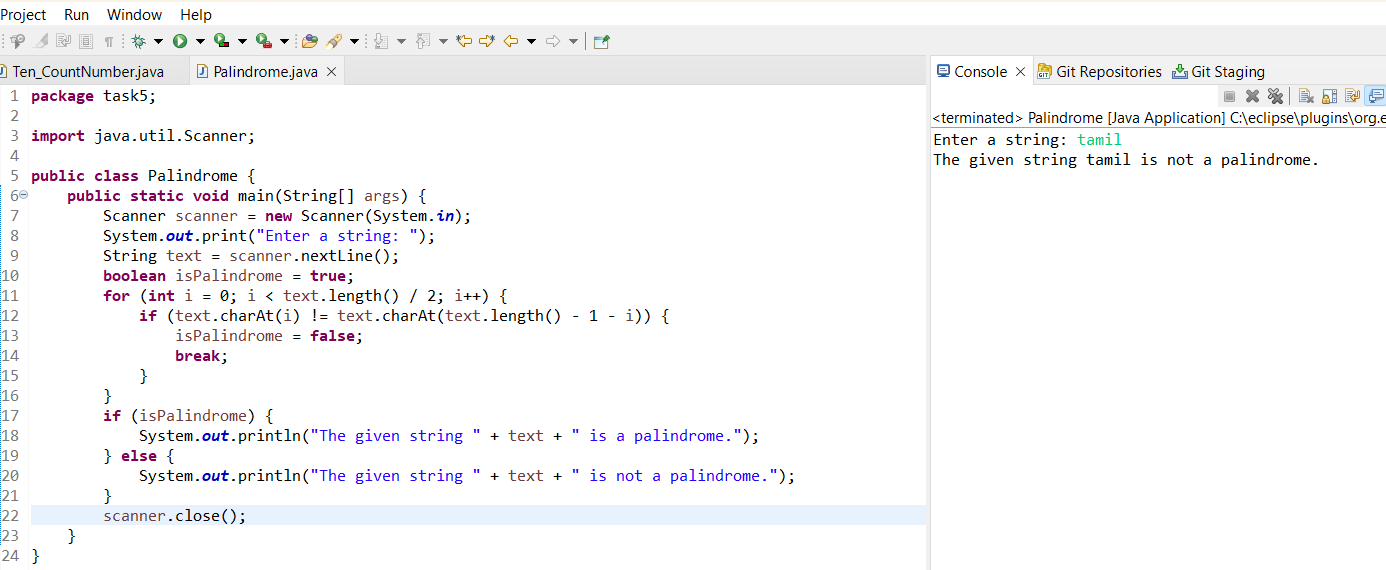 Project Run Window Help
Ten_CountNumber.java Palindrome.java
1 package task5;
2
3 import java.util.Scanner;
4
5 public class Palindrome {
6 public static void main(String[] args) {
7 Scanner scanner = new Scanner(System.in);
8 System.out.print("Enter a string: ");
9 String text = scanner.nextLine();
10 boolean isPalindrome = true;
11 for (int i = 0; i < text.length() / 2; i++) {
12 if (text.charAt(i) != text.charAt(text.length() - 1 - i)) {
13 isPalindrome = false;
14 break;
15 }
16 }
17 if (isPalindrome) {
18 System.out.println("The given string " + text + " is a palindrome.");
19 } else {
20 System.out.println("The given string " + text + " is not a palindrome.");
21 }
22 scanner.close();
23 }
24 }
Console Git Repositories Git Staging
<terminated> Palindrome [Java Application] C:\eclipse\plugins\org.e
Enter a string: tamil
The given string tamil is not a palindrome.